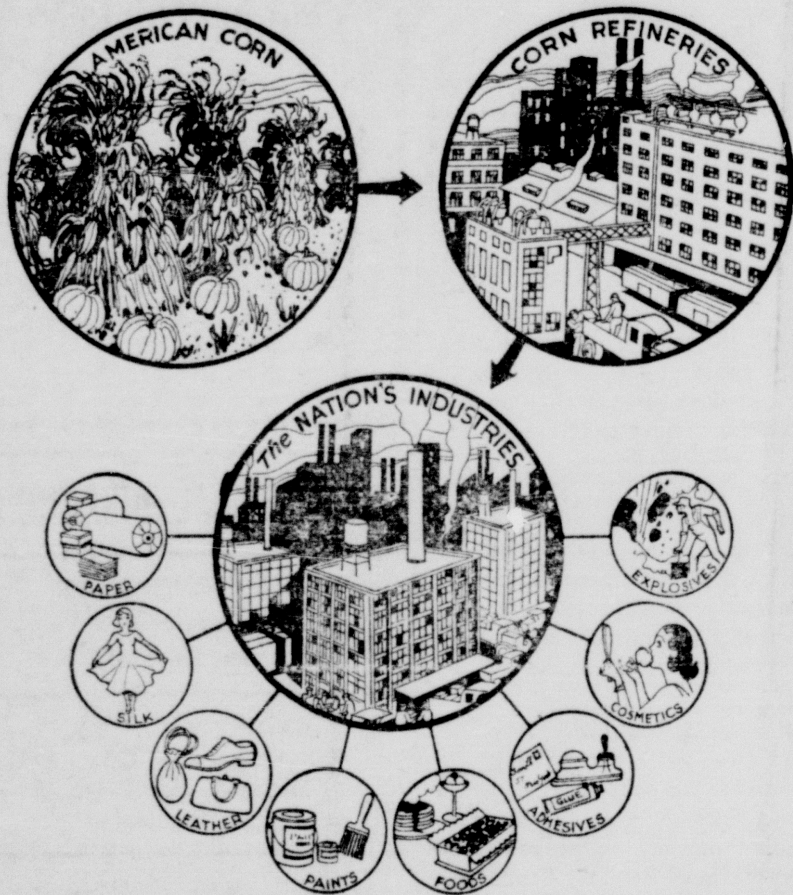 AMERICAN CORN
CORN REFINERIES
The NATION'S INDUSTRIES
PAPER
SILK
LEATHER
PAINTS
FOODS
ADHESIVES
COSMETICS
EXPLOSIVES
GLUE